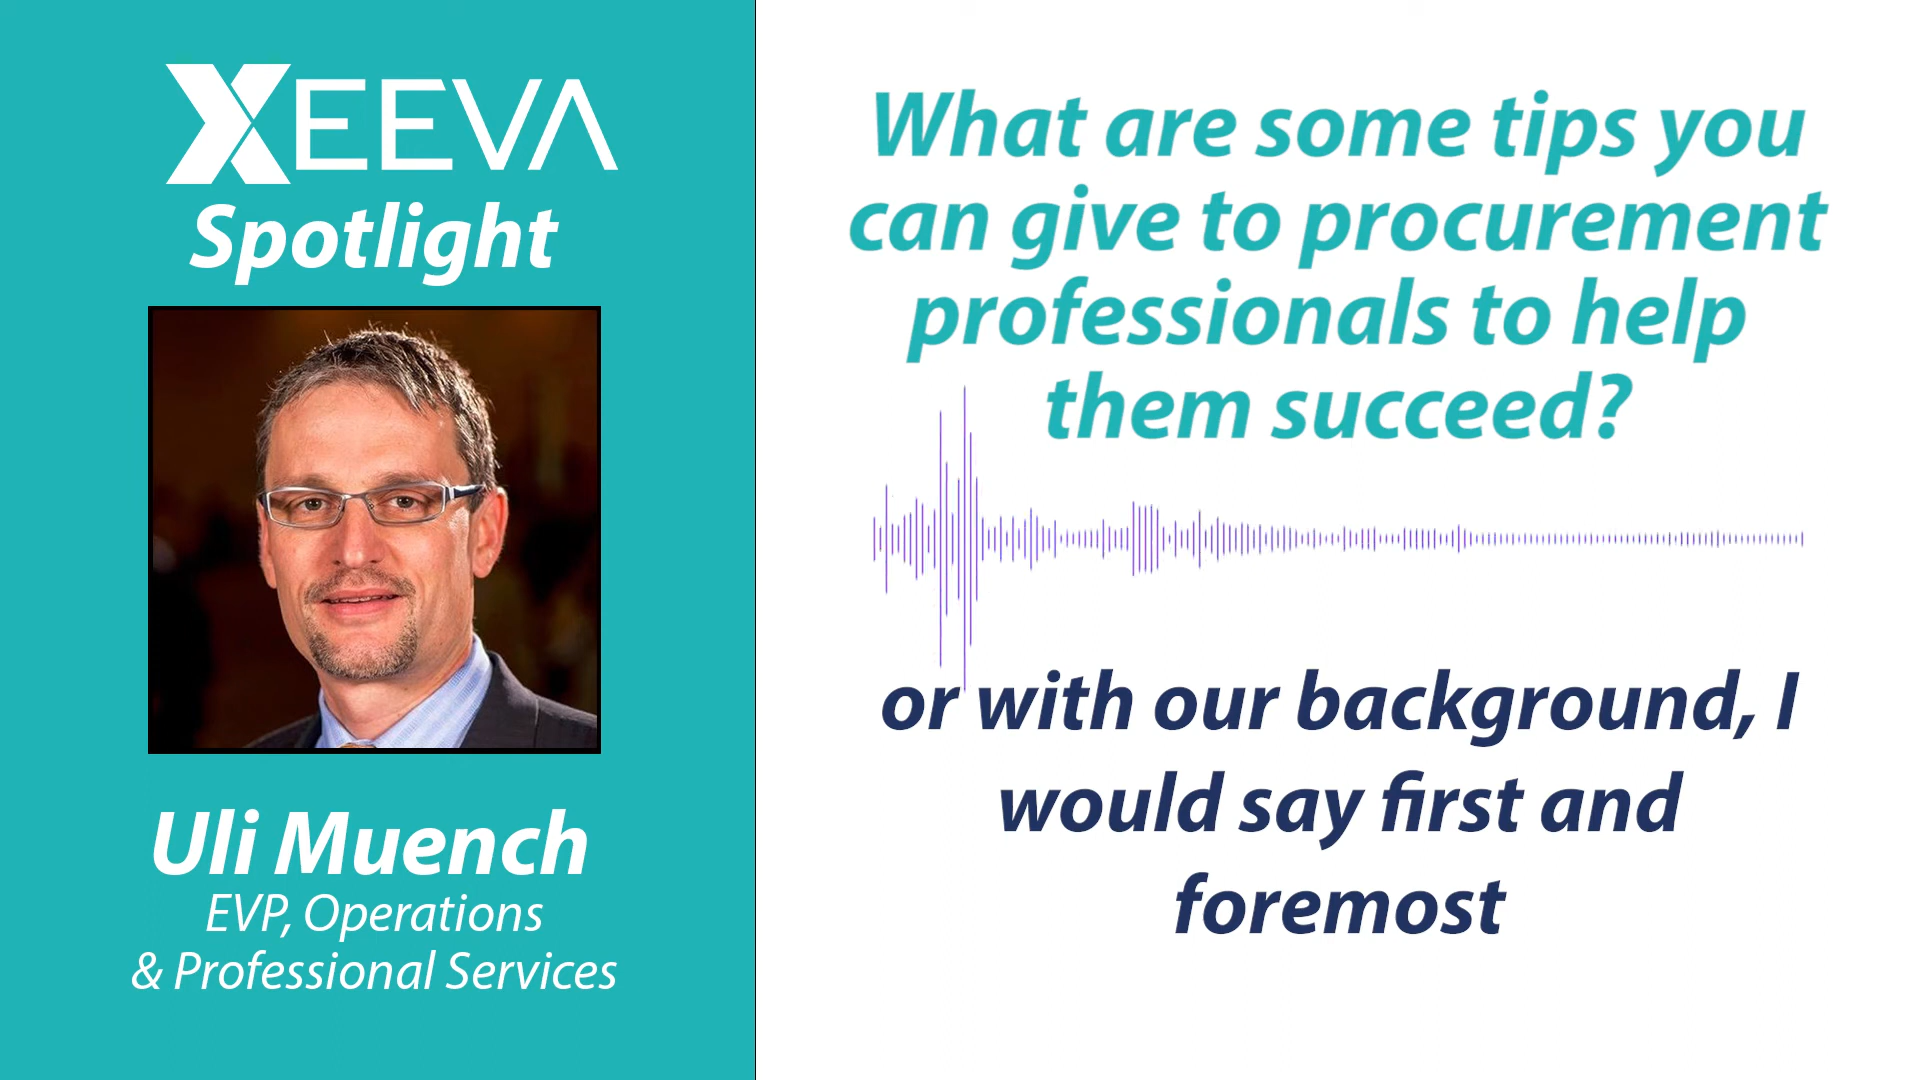 XEEVA
Spotlight
Uli Muench
EVP, Operations
& Professional Services
What are some tips you
can give to procurement
professionals to help
them succeed?
or with our background, I
would say first and
foremost